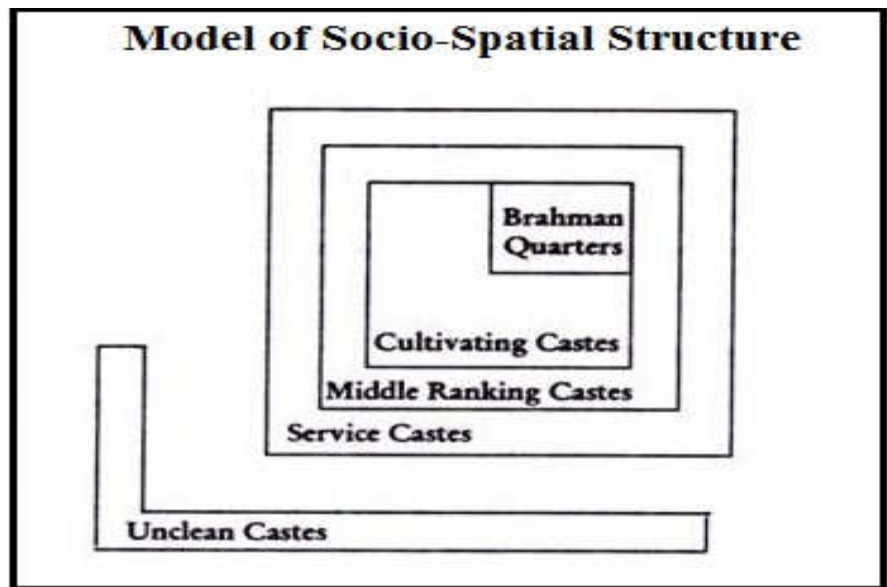 Model of Socio-Spatial Structure
Brahman
Quarters
Cultivating Castes
Middle Ranking Castes
Service Castes
Unclean Castes